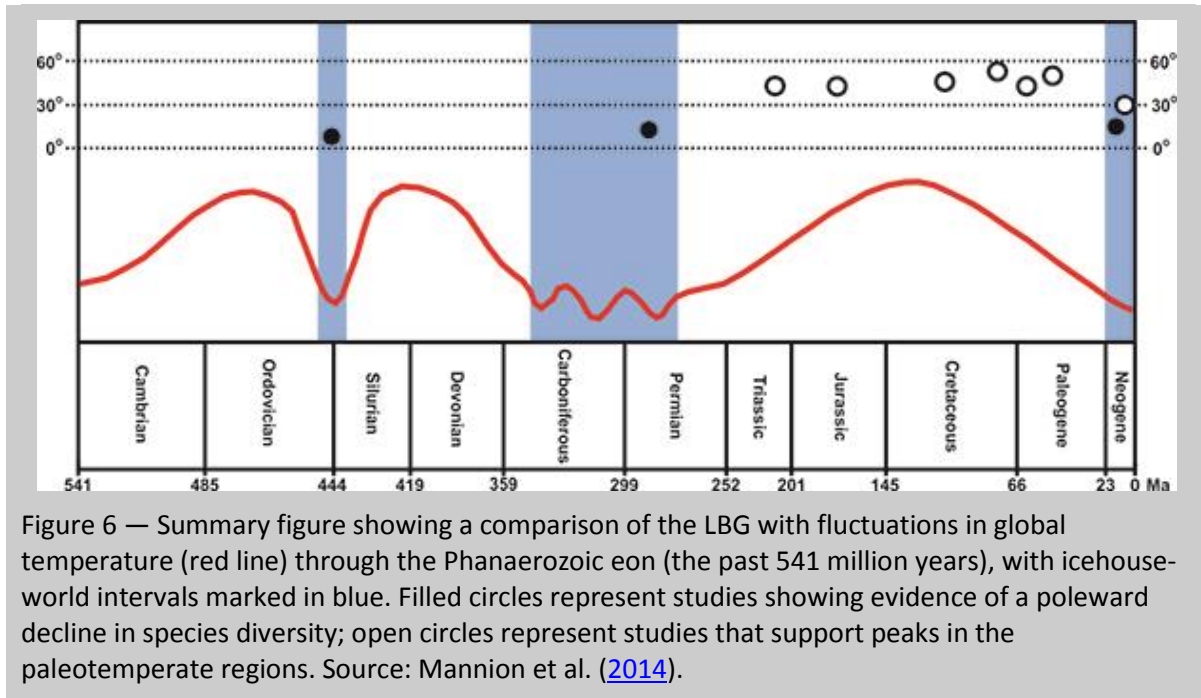 60° 60°
30° 30°
0° 0°
Cambrian
Ordovician
Silurian
Devonian
Carboniferous
Permian
Triassic
Jurassic
Cretaceous
Paleogene
Neogene
541 485 444 419 359 299 252 201 145 66 23 0 Ma
Figure 6 — Summary figure showing a comparison of the LBG with fluctuations in global
temperature (red line) through the Phanaerozoic eon (the past 541 million years), with icehouse-
world intervals marked in blue. Filled circles represent studies showing evidence of a poleward
decline in species diversity; open circles represent studies that support peaks in the
paleotemperate regions. Source: Mannion et al. (2014).